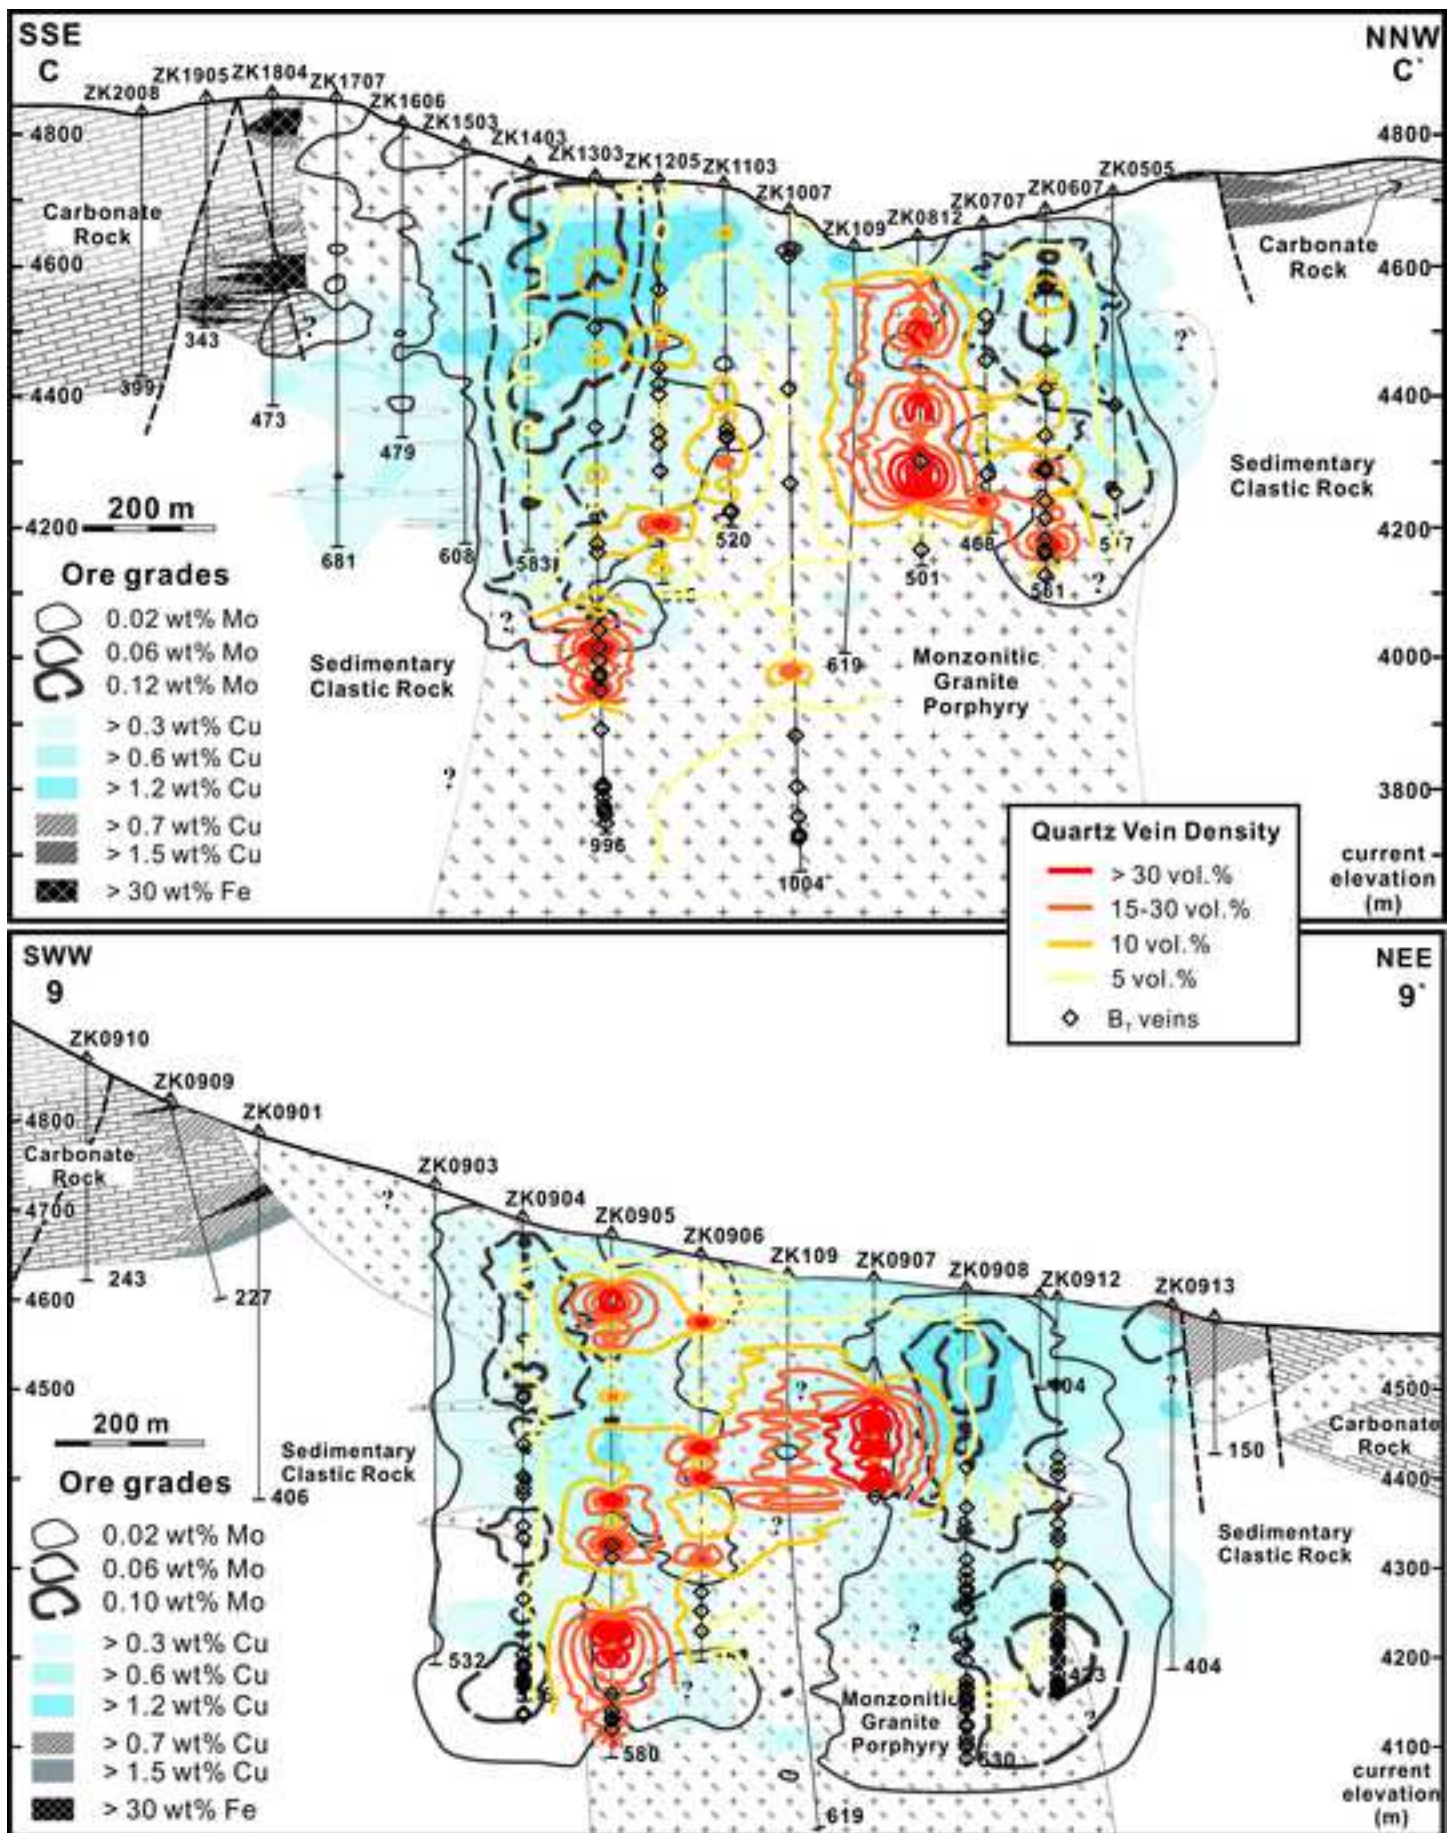 SSE
C
NNW
C`
ZK2008
ZK1905
ZK1804
ZK1707
ZK1606
ZK1503
ZK1403
ZK1303
ZK1205
ZK1103
ZK1007
ZK109
ZK0812
ZK0707
ZK0607
ZK0505
4800
4800
Carbonate
Rock
4600
Carbonate
Rock
4600
?
?
343
399
4400
473
479
4400
Sedimentary
Clastic Rock
200 m
4200
681
608
583
520
501
468
561
?
4200
Ore grades
0.02 wt% Mo
0.06 wt% Mo
0.12 wt% Mo
> 0.3 wt% Cu
> 0.6 wt% Cu
> 1.2 wt% Cu
> 0.7 wt% Cu
> 1.5 wt% Cu
> 30 wt% Fe
?
Sedimentary
Clastic Rock
619
Monzonitic
Granite
Porphyry
4000
?
3800
996
1004
current
elevation
(m)
Quartz Vein Density
> 30 vol.%
15-30 vol.%
10 vol.%
5 vol.%
B₁ veins
SWW
9
NEE
9`
ZK0910
ZK0909
ZK0901
ZK0903
ZK0904
ZK0905
ZK0906
ZK109
ZK0907
ZK0908
ZK0912
ZK0913
4800
Carbonate
Rock
?
4700
243
227
4600
4500
?
404
?
4500
200 m
Sedimentary
Clastic Rock
406
150
Carbonate
Rock
4400
Ore grades
0.02 wt% Mo
0.06 wt% Mo
0.10 wt% Mo
> 0.3 wt% Cu
> 0.6 wt% Cu
> 1.2 wt% Cu
> 0.7 wt% Cu
> 1.5 wt% Cu
> 30 wt% Fe
?
Sedimentary
Clastic Rock
4300
?
4200
532
?
433
404
Monzonitic
Granite
Porphyry
?
580
530
4100
619
current
elevation
(m)